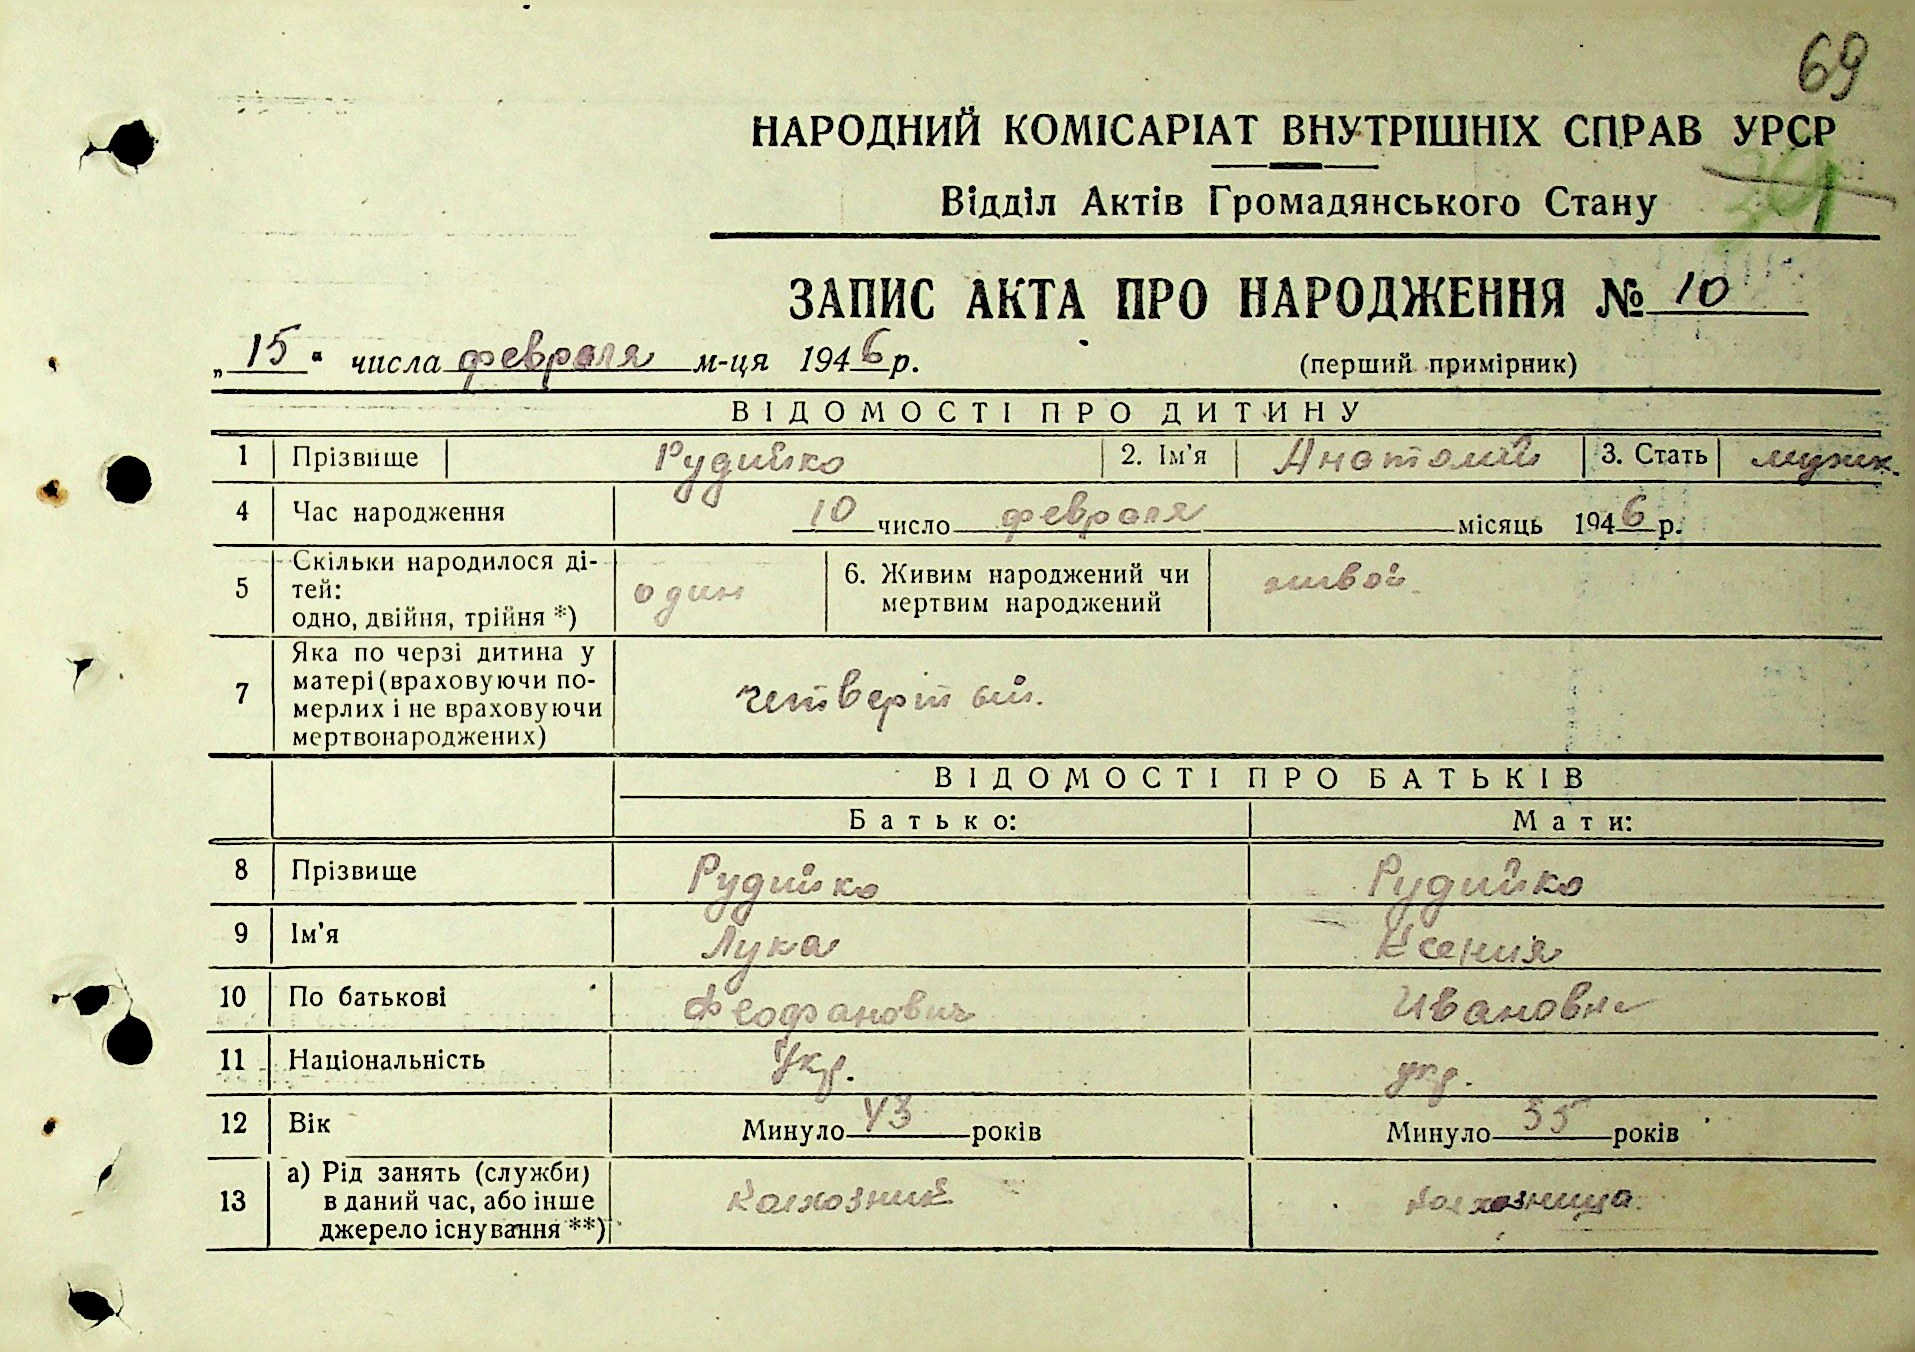 69
НАРОДНИЙ КОМІСАРІАТ ВНУТРІШНІХ СПРАВ УРСР
Відділ Актів Громадянського Стану
ЗАПИС АКТА ПРО НАРОДЖЕННЯ № 10
„15“ числа февраля м-ця 1946 р. (перший примірник)
ВІДОМОСТІ ПРО ДИТИНУ
1 Прізвище Рудийко 2. Ім'я Анатолий 3. Стать мужк.
4 Час народження 10 число февраля місяць 1946 р.
5 Скільки народилося ді-
тей:
одно, двійня, трійня *) один 6. Живим народжений чи
мертвим народжений живой
7 Яка по черзі дитина у
матері (враховуючи по-
мерлих і не враховуючи
мертвонароджених) четвертый.
ВІДОМОСТІ ПРО БАТЬКІВ
Батько: Мати:
8 Прізвище Рудийко Рудийко
9 Ім'я Лука Ксения
10 По батькові Феофанович Ивановна
11 Національність Укр. укр.
12 Вік Минуло 43 років Минуло років
13 а) Рід занять (служби)
в даний час, або інше
джерело існування **) Колхозник Колхозница